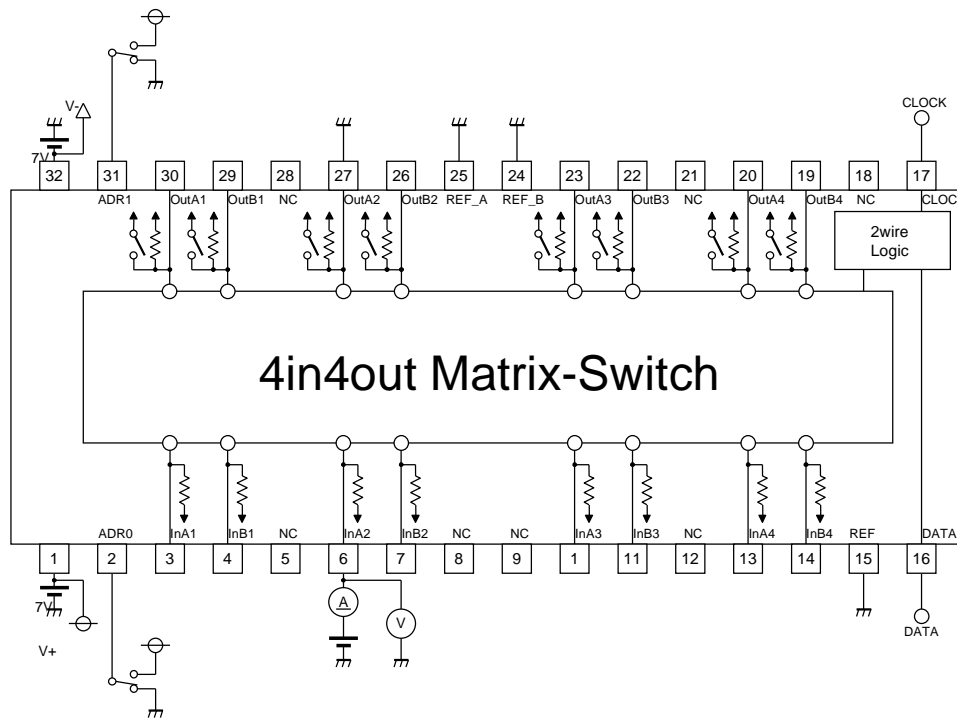 CLOCK
V-
7V
32 31 30 29 28 27 26 25 24 23 22 21 20 19 18 17
ADR1 OutA1 OutB1 NC OutA2 OutB2 REF_A REF_B OutA3 OutB3 NC OutA4 OutB4 NC CLOC
2wire
Logic
4in4out Matrix-Switch
ADR0 InA1 InB1 NC InA2 InB2 NC NC InA3 InB3 NC InA4 InB4 REF DATA
1 2 3 4 5 6 7 8 9 1 11 12 13 14 15 16
7V
A
V
DATA
V+